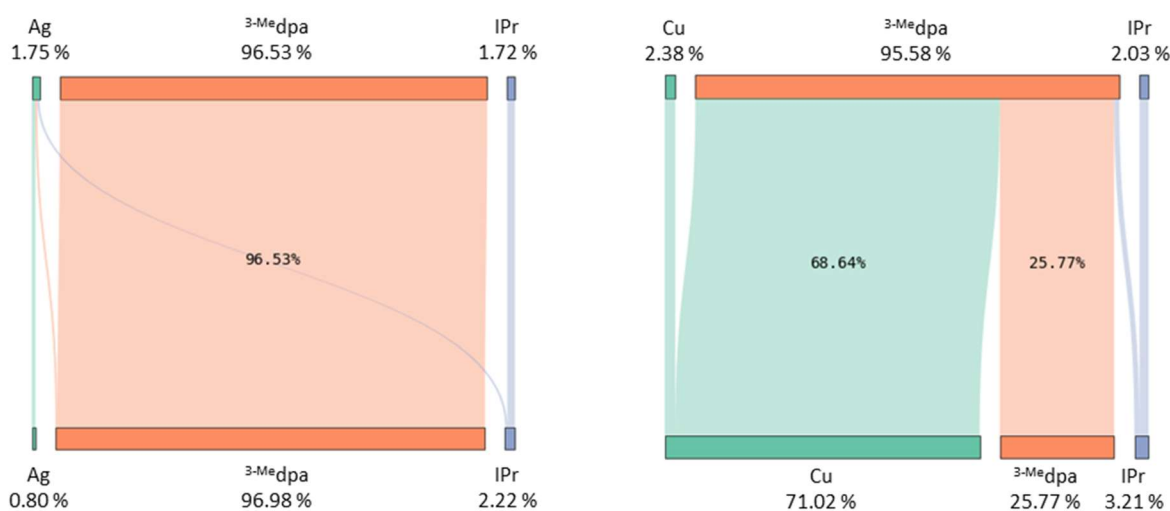 Ag 3-Medpa IPr
1.75 % 96.53 % 1.72 %
96.53%
Ag 3-Medpa IPr
0.80 % 96.98 % 2.22 %
Cu 3-Medpa IPr
2.38 % 95.58 % 2.03 %
68.64% 25.77%
Cu 3-Medpa IPr
71.02 % 25.77 % 3.21 %